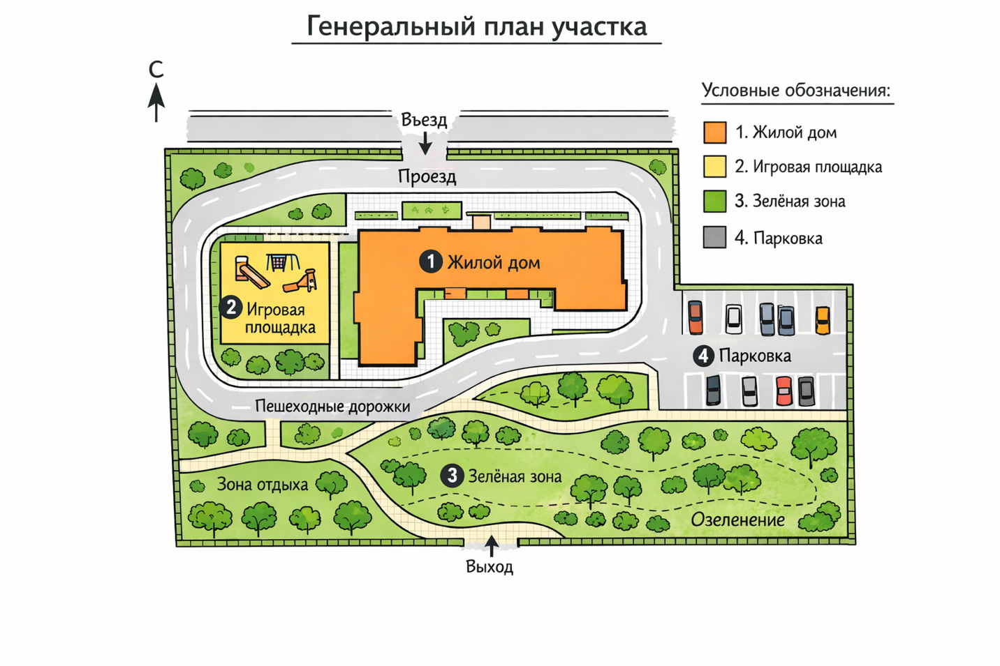 Генеральный план участка
С
Условные обозначения:
1. Жилой дом
2. Игровая площадка
3. Зелёная зона
4. Парковка
Въезд
Проезд
1 Жилой дом
2 Игровая
площадка
4 Парковка
Пешеходные дорожки
3 Зелёная зона
Зона отдыха
Озеленение
Выход